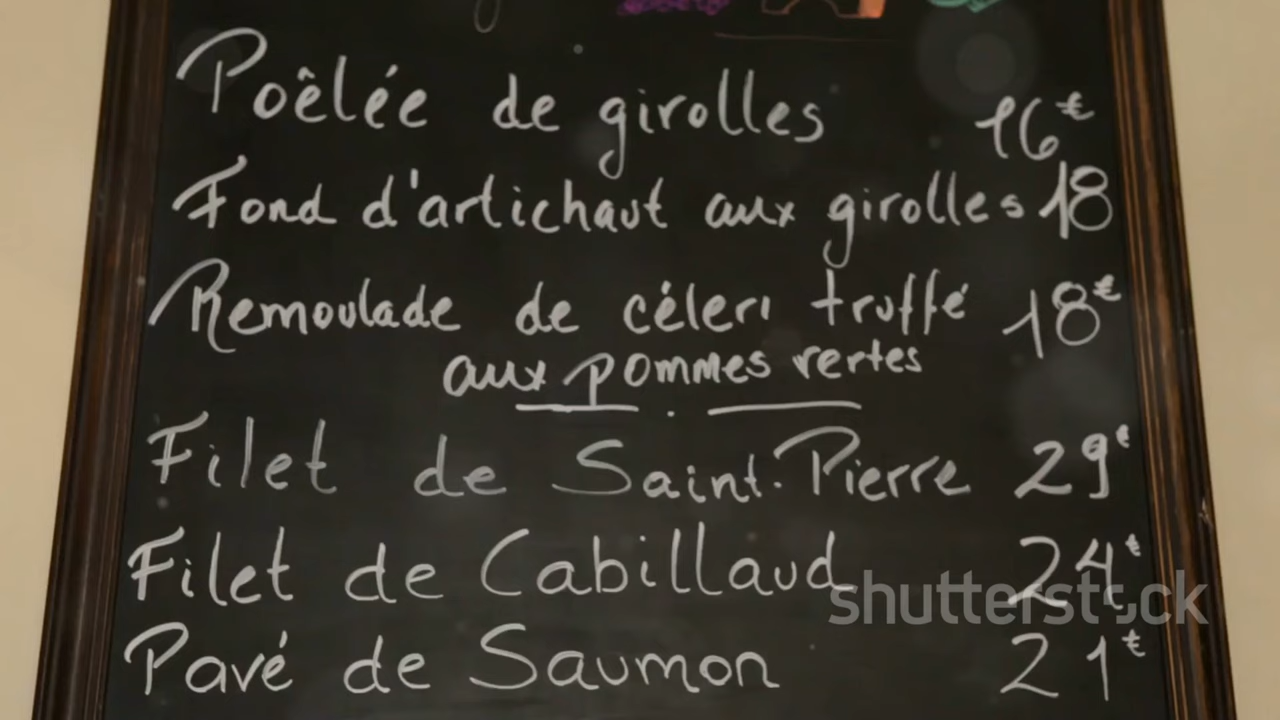 Poêlée de girolles 16€
Fond d'artichaut aux girolles 18
Remoulade de céleri truffé 18€
aux pommes vertes
Filet de Saint-Pierre 29€
Filet de Cabillaud 24€
Pavé de Saumon 21€
shutterstock